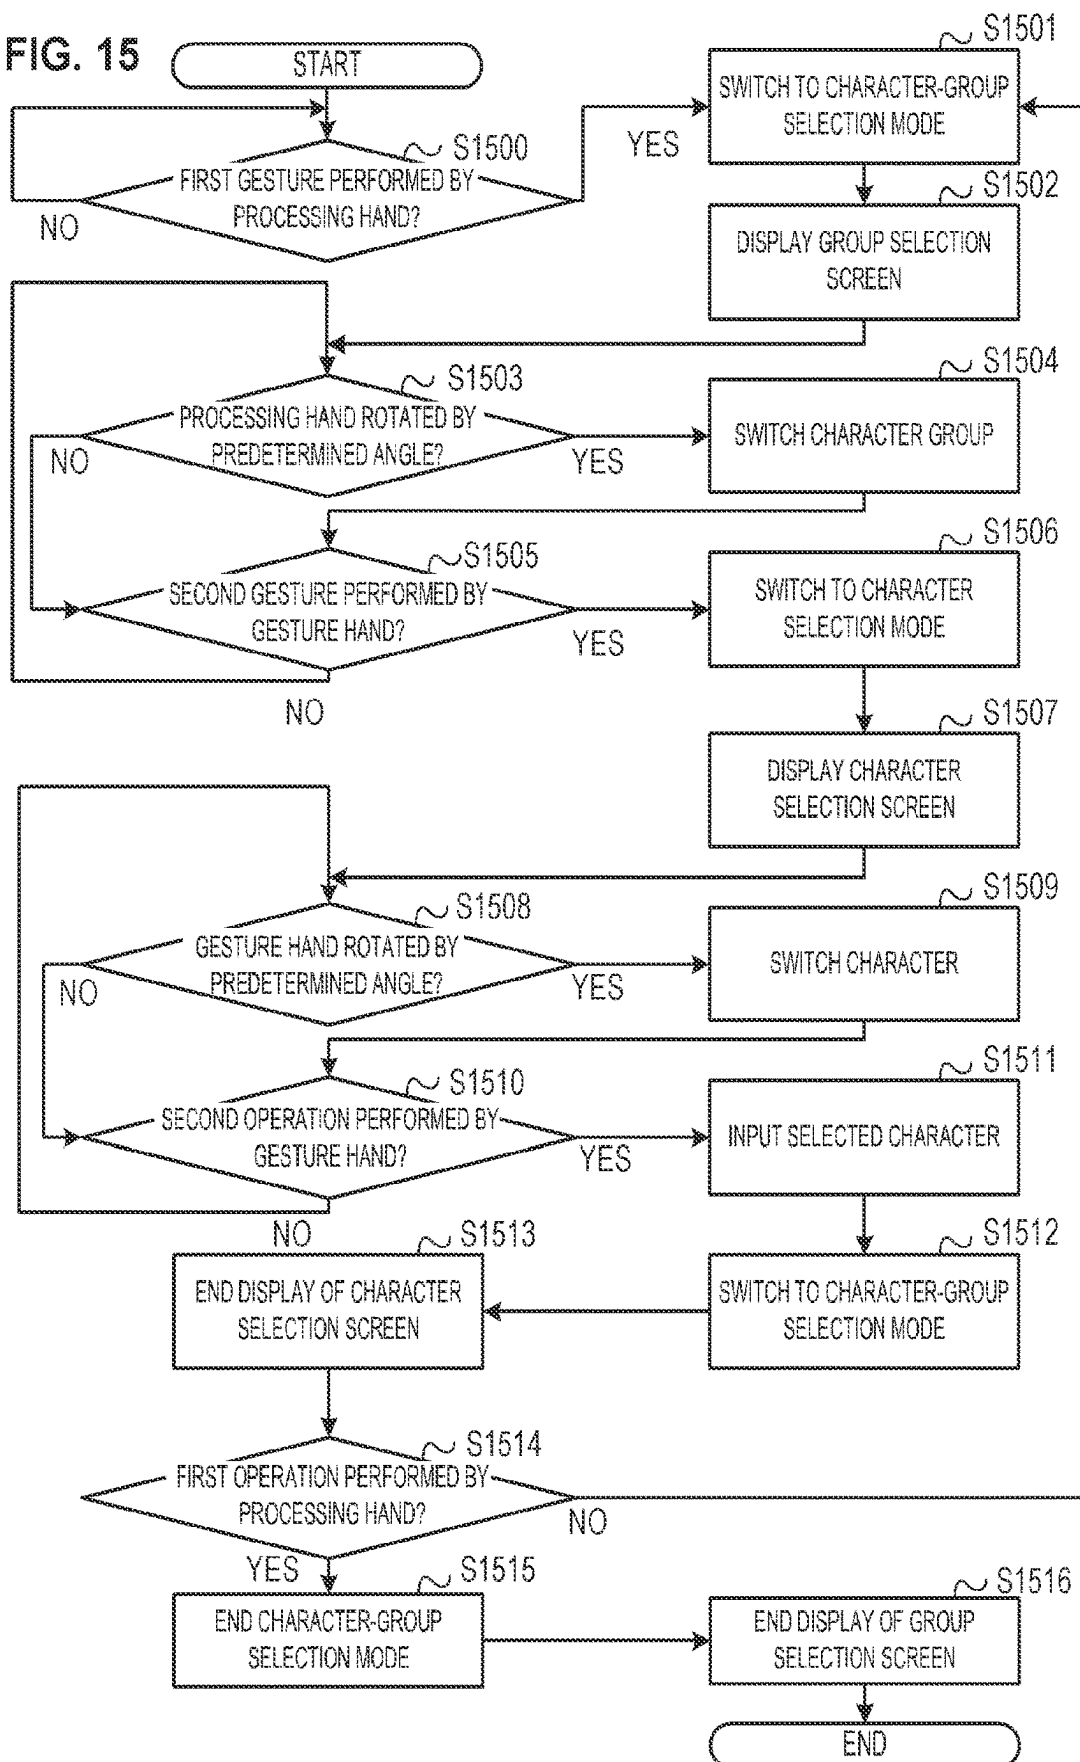 FIG. 15
START
S1500
FIRST GESTURE PERFORMED BY
PROCESSING HAND?
NO
YES
S1501
SWITCH TO CHARACTER-GROUP
SELECTION MODE
S1502
DISPLAY GROUP SELECTION
SCREEN
S1503
PROCESSING HAND ROTATED BY
PREDETERMINED ANGLE?
NO
YES
S1504
SWITCH CHARACTER GROUP
S1505
SECOND GESTURE PERFORMED BY
GESTURE HAND?
YES
NO
S1506
SWITCH TO CHARACTER
SELECTION MODE
S1507
DISPLAY CHARACTER
SELECTION SCREEN
S1508
GESTURE HAND ROTATED BY
PREDETERMINED ANGLE?
NO
YES
S1509
SWITCH CHARACTER
S1510
SECOND OPERATION PERFORMED BY
GESTURE HAND?
YES
NO
S1511
INPUT SELECTED CHARACTER
S1512
SWITCH TO CHARACTER-GROUP
SELECTION MODE
S1513
END DISPLAY OF CHARACTER
SELECTION SCREEN
S1514
FIRST OPERATION PERFORMED BY
PROCESSING HAND?
NO
YES
S1515
END CHARACTER-GROUP
SELECTION MODE
S1516
END DISPLAY OF GROUP
SELECTION SCREEN
END